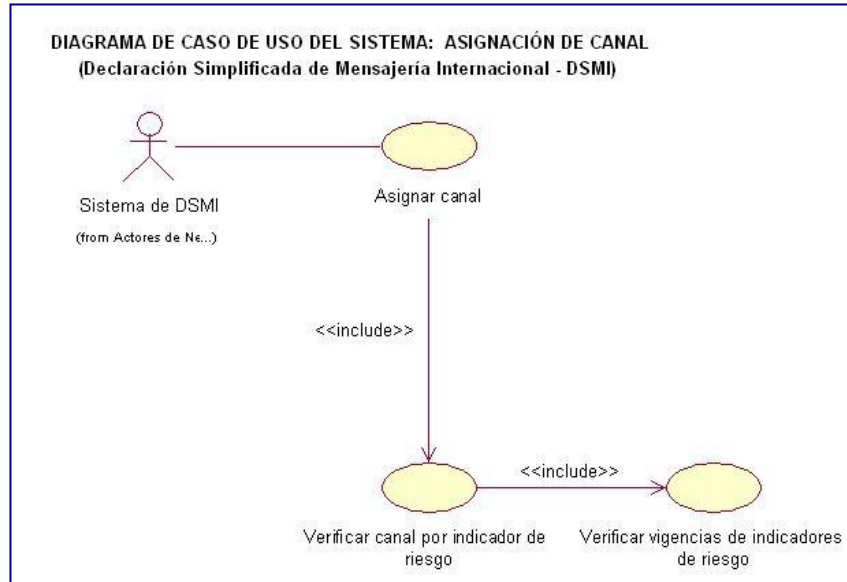 DIAGRAMA DE CASO DE USO DEL SISTEMA: ASIGNACIÓN DE CANAL
(Declaración Simplificada de Mensajería Internacional - DSMI)
Sistema de DSMI
(from Actores de Ne...)
Asignar canal
<<include>>
<<include>>
Verificar canal por indicador de
riesgo
Verificar vigencias de indicadores
de riesgo